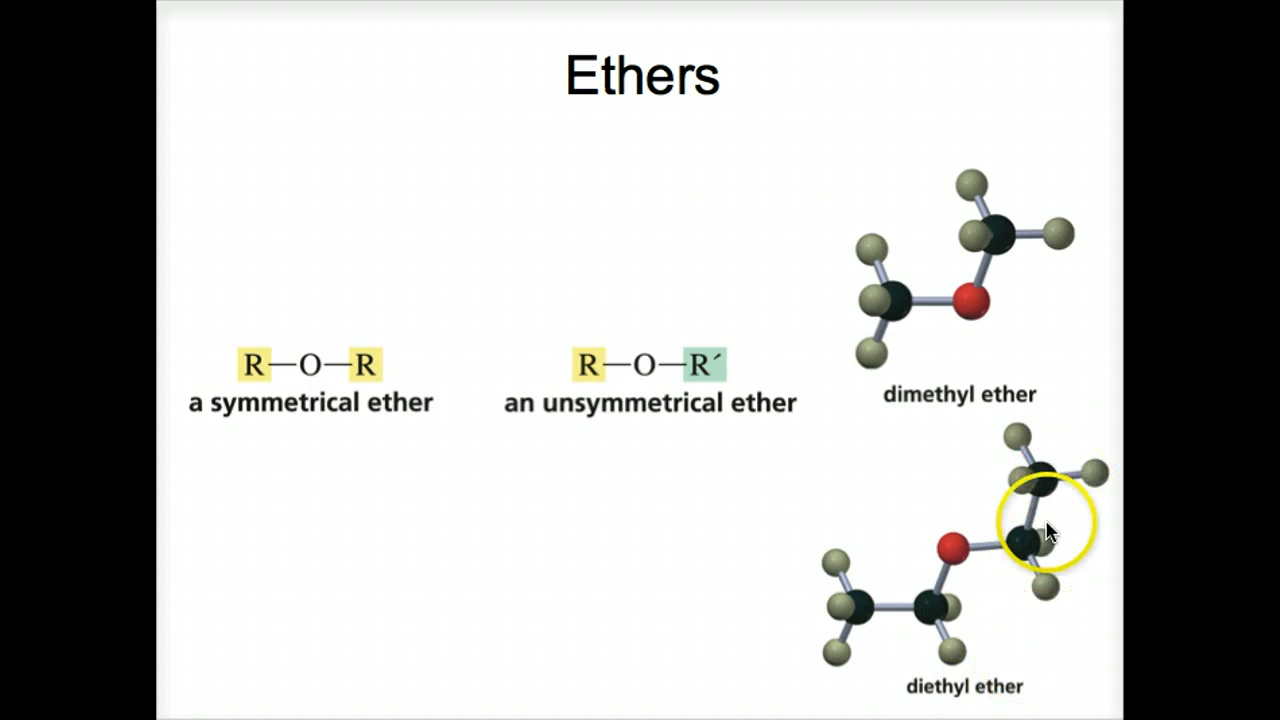 Ethers
R—O—R
a symmetrical ether
R—O—R´
an unsymmetrical ether
dimethyl ether
diethyl ether